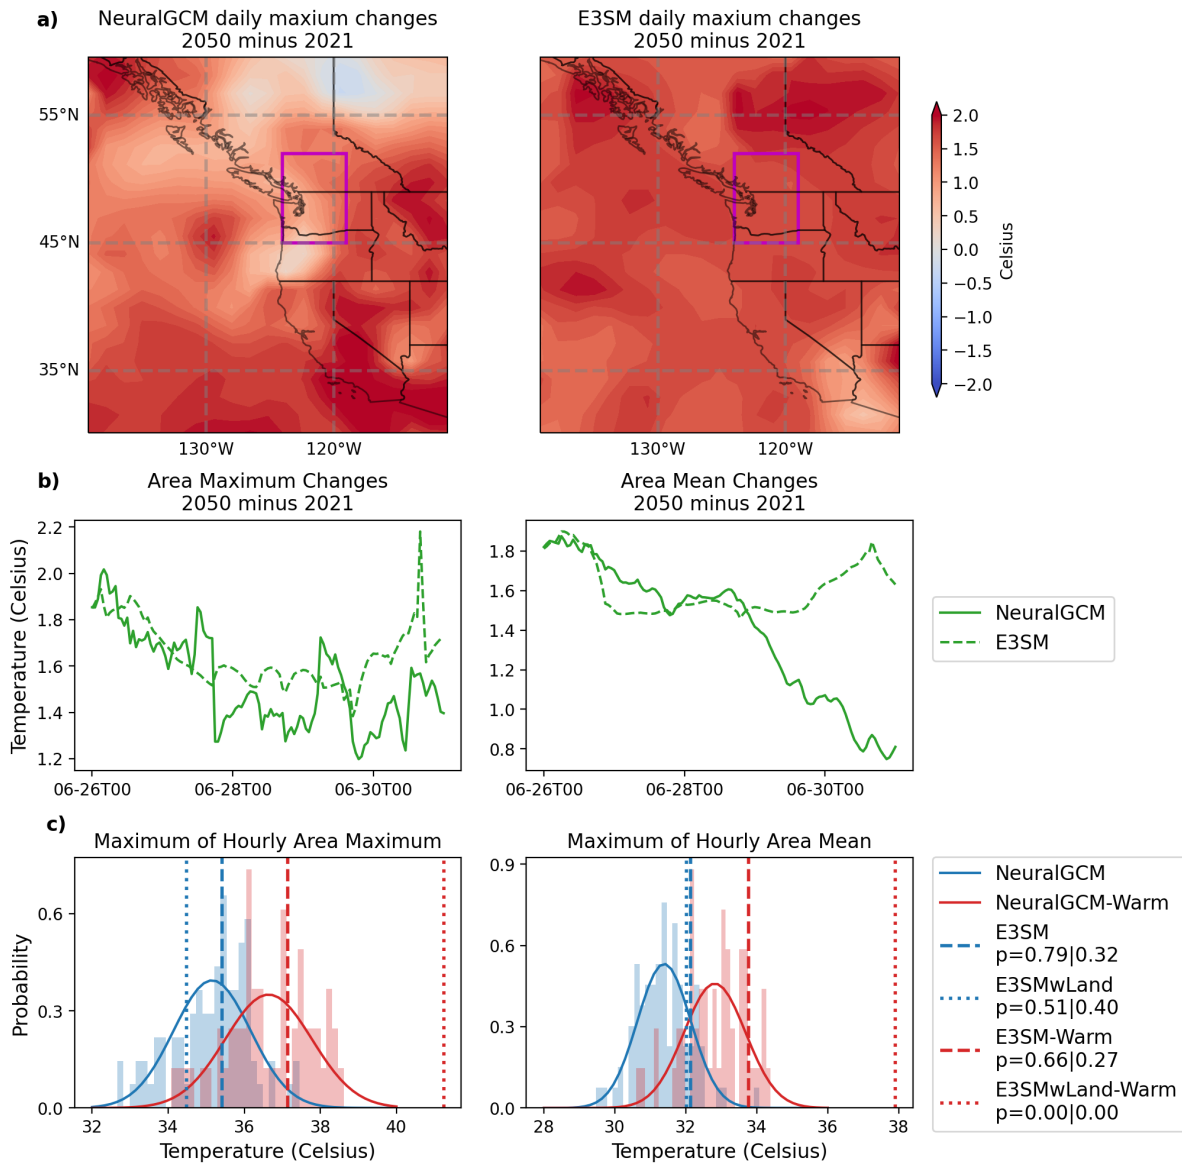 a)
NeuralGCM daily maxium changes
2050 minus 2021
E3SM daily maxium changes
2050 minus 2021
55°N
45°N
35°N
130°W
120°W
130°W
120°W
2.0
1.5
1.0
0.5
0.0
−0.5
−1.0
−1.5
−2.0
Celsius
b)
Area Maximum Changes
2050 minus 2021
Area Mean Changes
2050 minus 2021
Temperature (Celsius)
2.2
2.0
1.8
1.6
1.4
1.2
06-26T00
06-28T00
06-30T00
1.8
1.6
1.4
1.2
1.0
0.8
06-26T00
06-28T00
06-30T00
NeuralGCM
E3SM
c)
Maximum of Hourly Area Maximum
Maximum of Hourly Area Mean
Probability
0.6
0.3
0.0
32
34
36
38
40
Temperature (Celsius)
0.9
0.6
0.3
0.0
28
30
32
34
36
38
Temperature (Celsius)
NeuralGCM
NeuralGCM-Warm
E3SM
p=0.79|0.32
E3SMwLand
p=0.51|0.40
E3SM-Warm
p=0.66|0.27
E3SMwLand-Warm
p=0.00|0.00